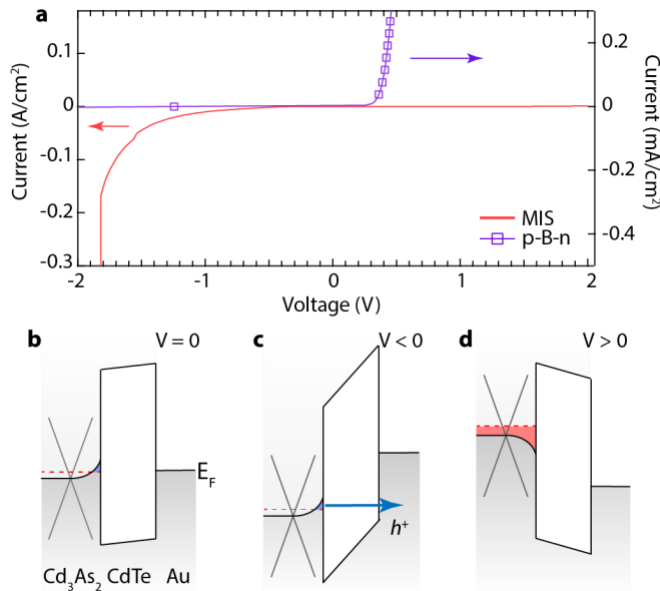 a
0.1
0
-0.1
-0.2
-0.3
Current (A/cm²)
0.2
0
-0.2
-0.4
Current (mA/cm²)
MIS
p-B-n
-2 -1 0 1 2
Voltage (V)
b V = 0
E_F
Cd₃As₂ CdTe Au
c V < 0
h⁺
d V > 0